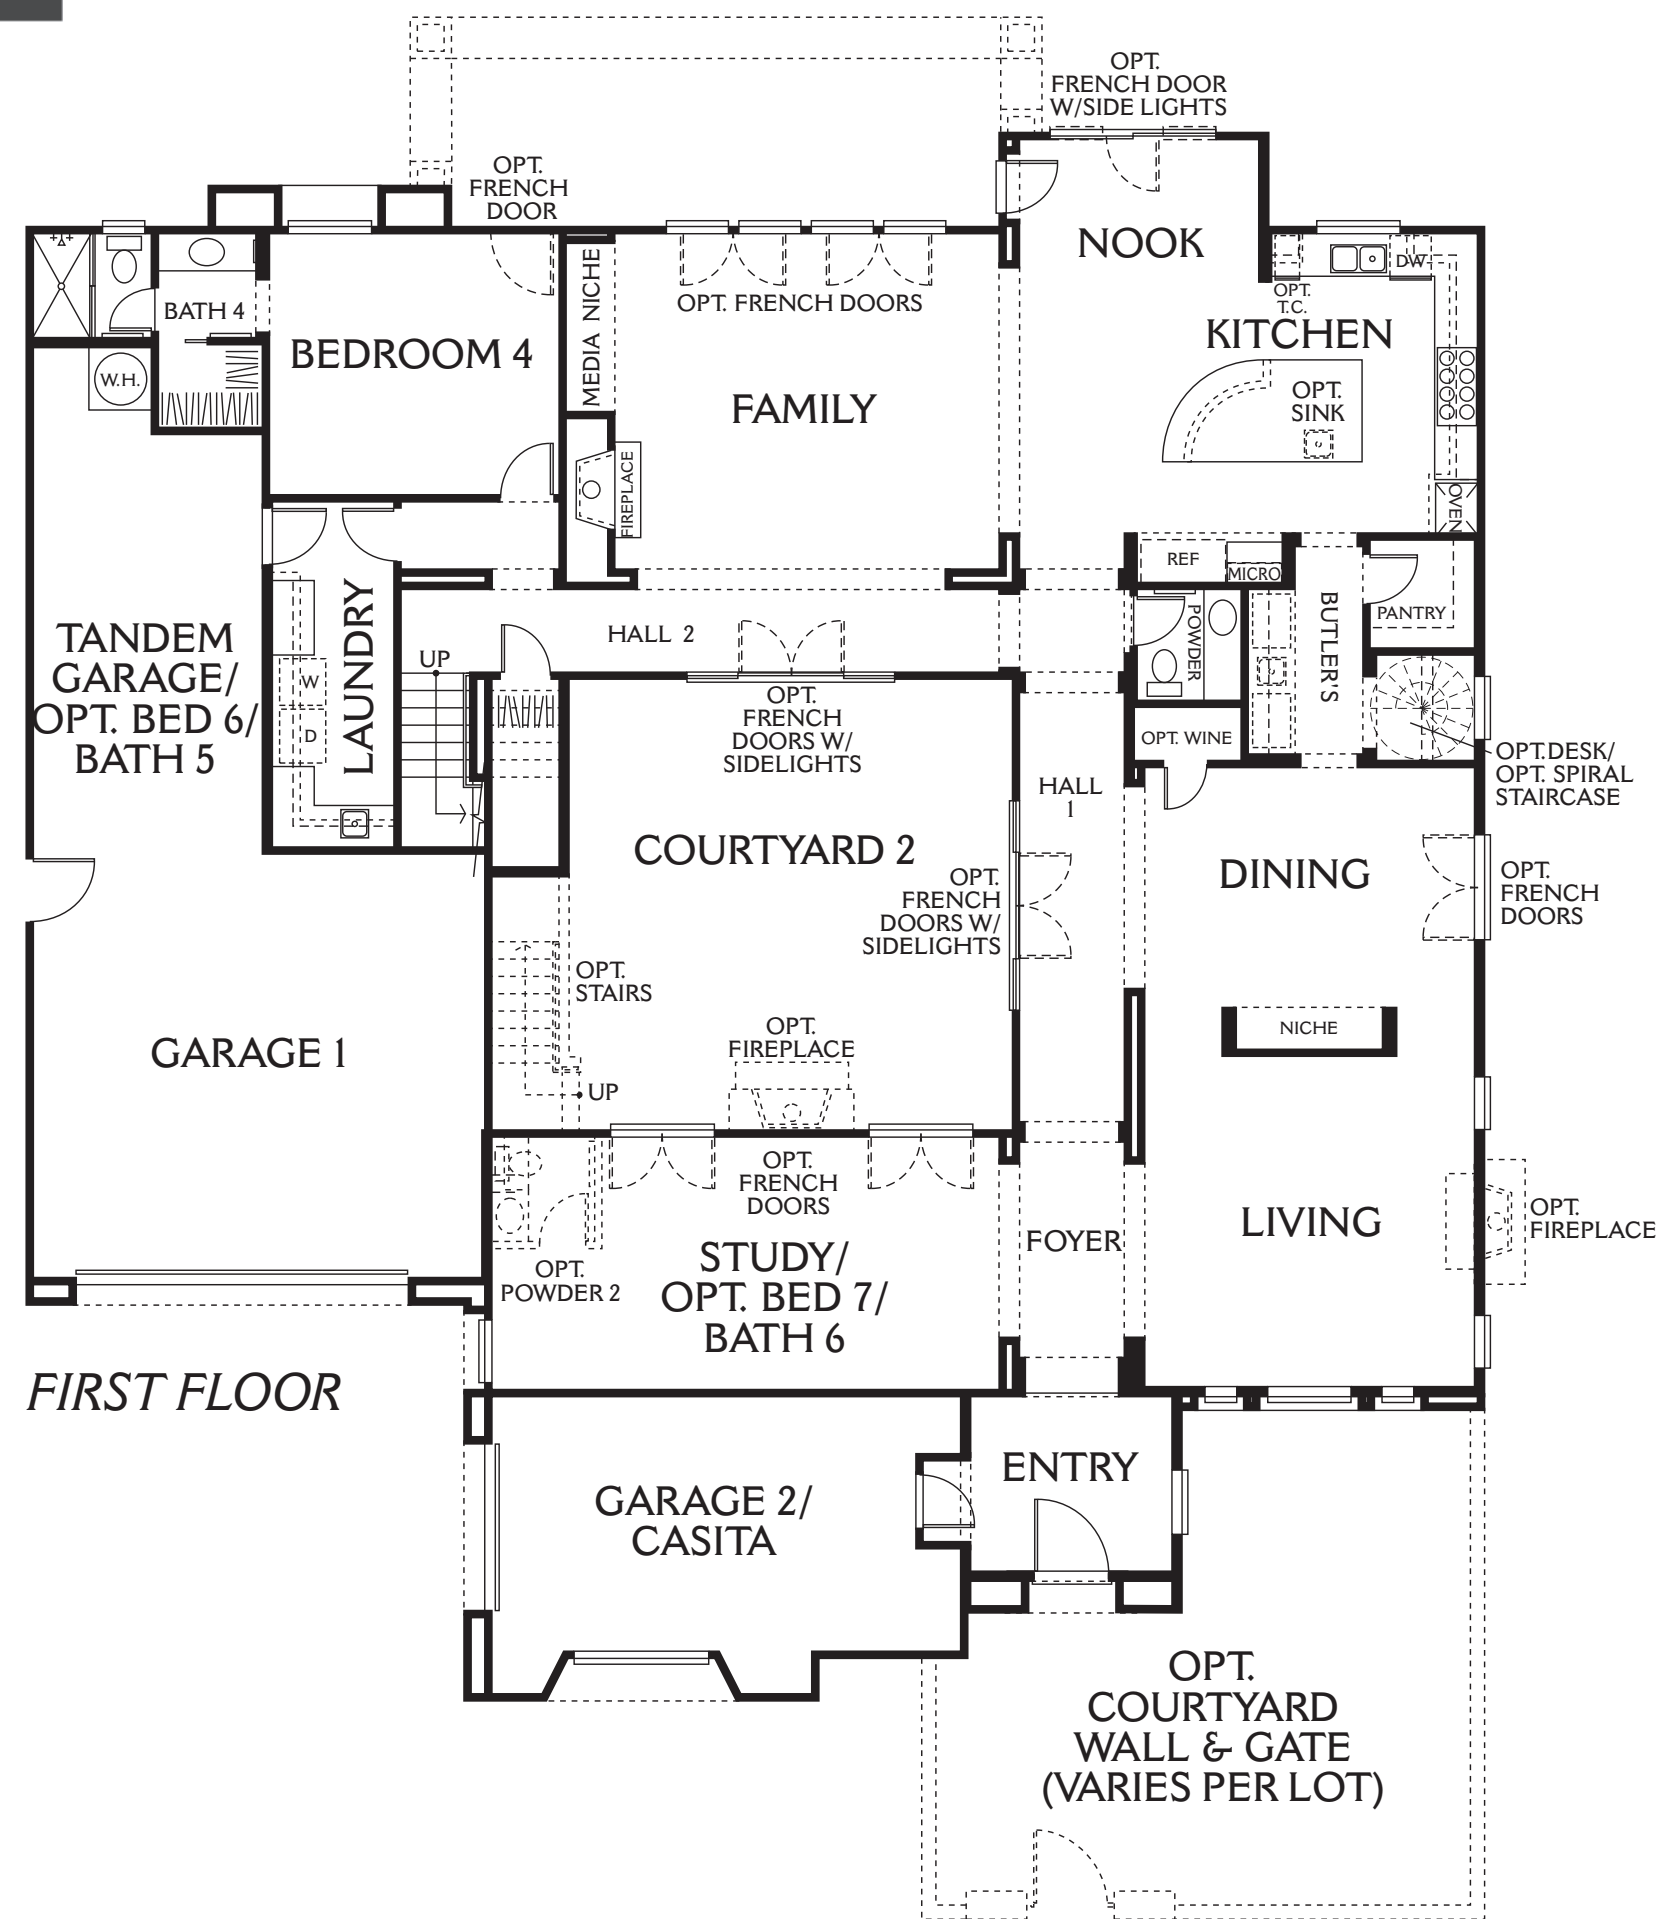 OPT.
FRENCH DOOR
W/SIDE LIGHTS
OPT.
FRENCH
DOOR
NOOK
DW
OPT.
T.C.
KITCHEN
BATH 4
BEDROOM 4
MEDIA NICHE
OPT. FRENCH DOORS
FAMILY
W.H.
OPT.
SINK
FIREPLACE
OVEN
REF
MICRO
PANTRY
BUTLER'S
POWDER
TANDEM
GARAGE/
OPT. BED 6/
BATH 5
LAUNDRY
W
D
UP
HALL 2
OPT.
FRENCH
DOORS W/
SIDELIGHTS
OPT. WINE
OPT.DESK/
OPT. SPIRAL
STAIRCASE
HALL
1
COURTYARD 2
OPT.
FRENCH
DOORS W/
SIDELIGHTS
DINING
OPT.
FRENCH
DOORS
OPT.
STAIRS
NICHE
OPT.
FIREPLACE
GARAGE 1
UP
OPT.
FRENCH
DOORS
LIVING
OPT.
FIREPLACE
FOYER
OPT.
POWDER 2
STUDY/
OPT. BED 7/
BATH 6
FIRST FLOOR
ENTRY
GARAGE 2/
CASITA
OPT.
COURTYARD
WALL & GATE
(VARIES PER LOT)